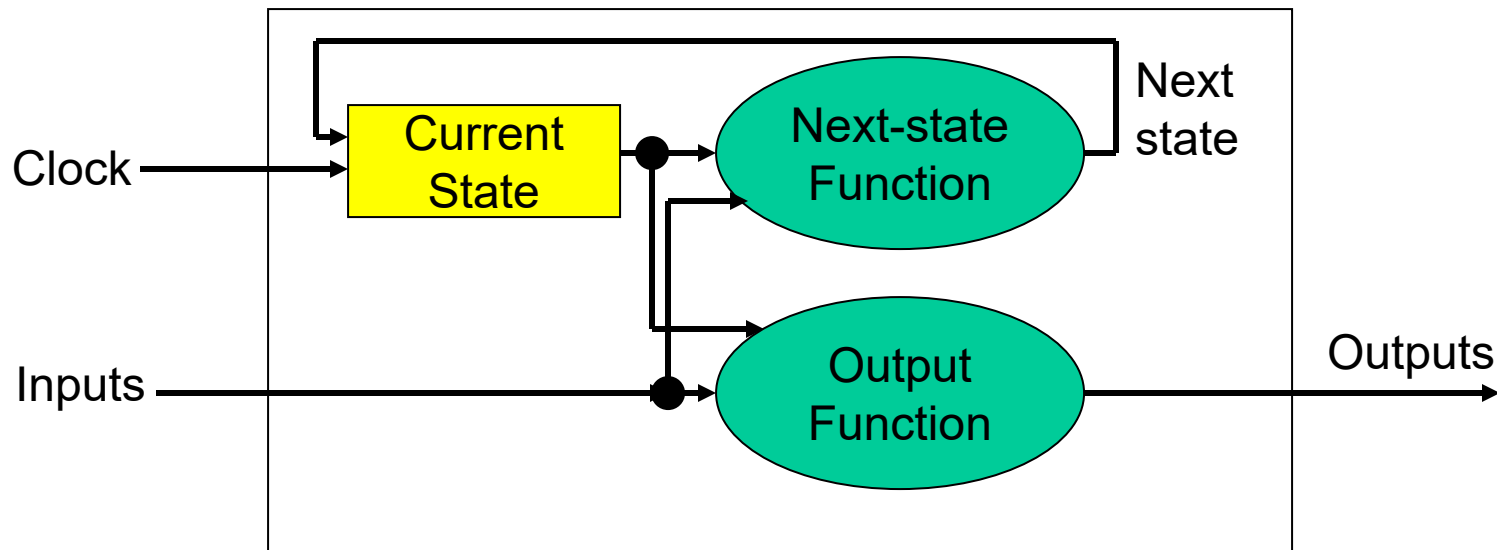 Clock
Inputs
Current
State
Next-state
Function
Next
state
Output
Function
Outputs